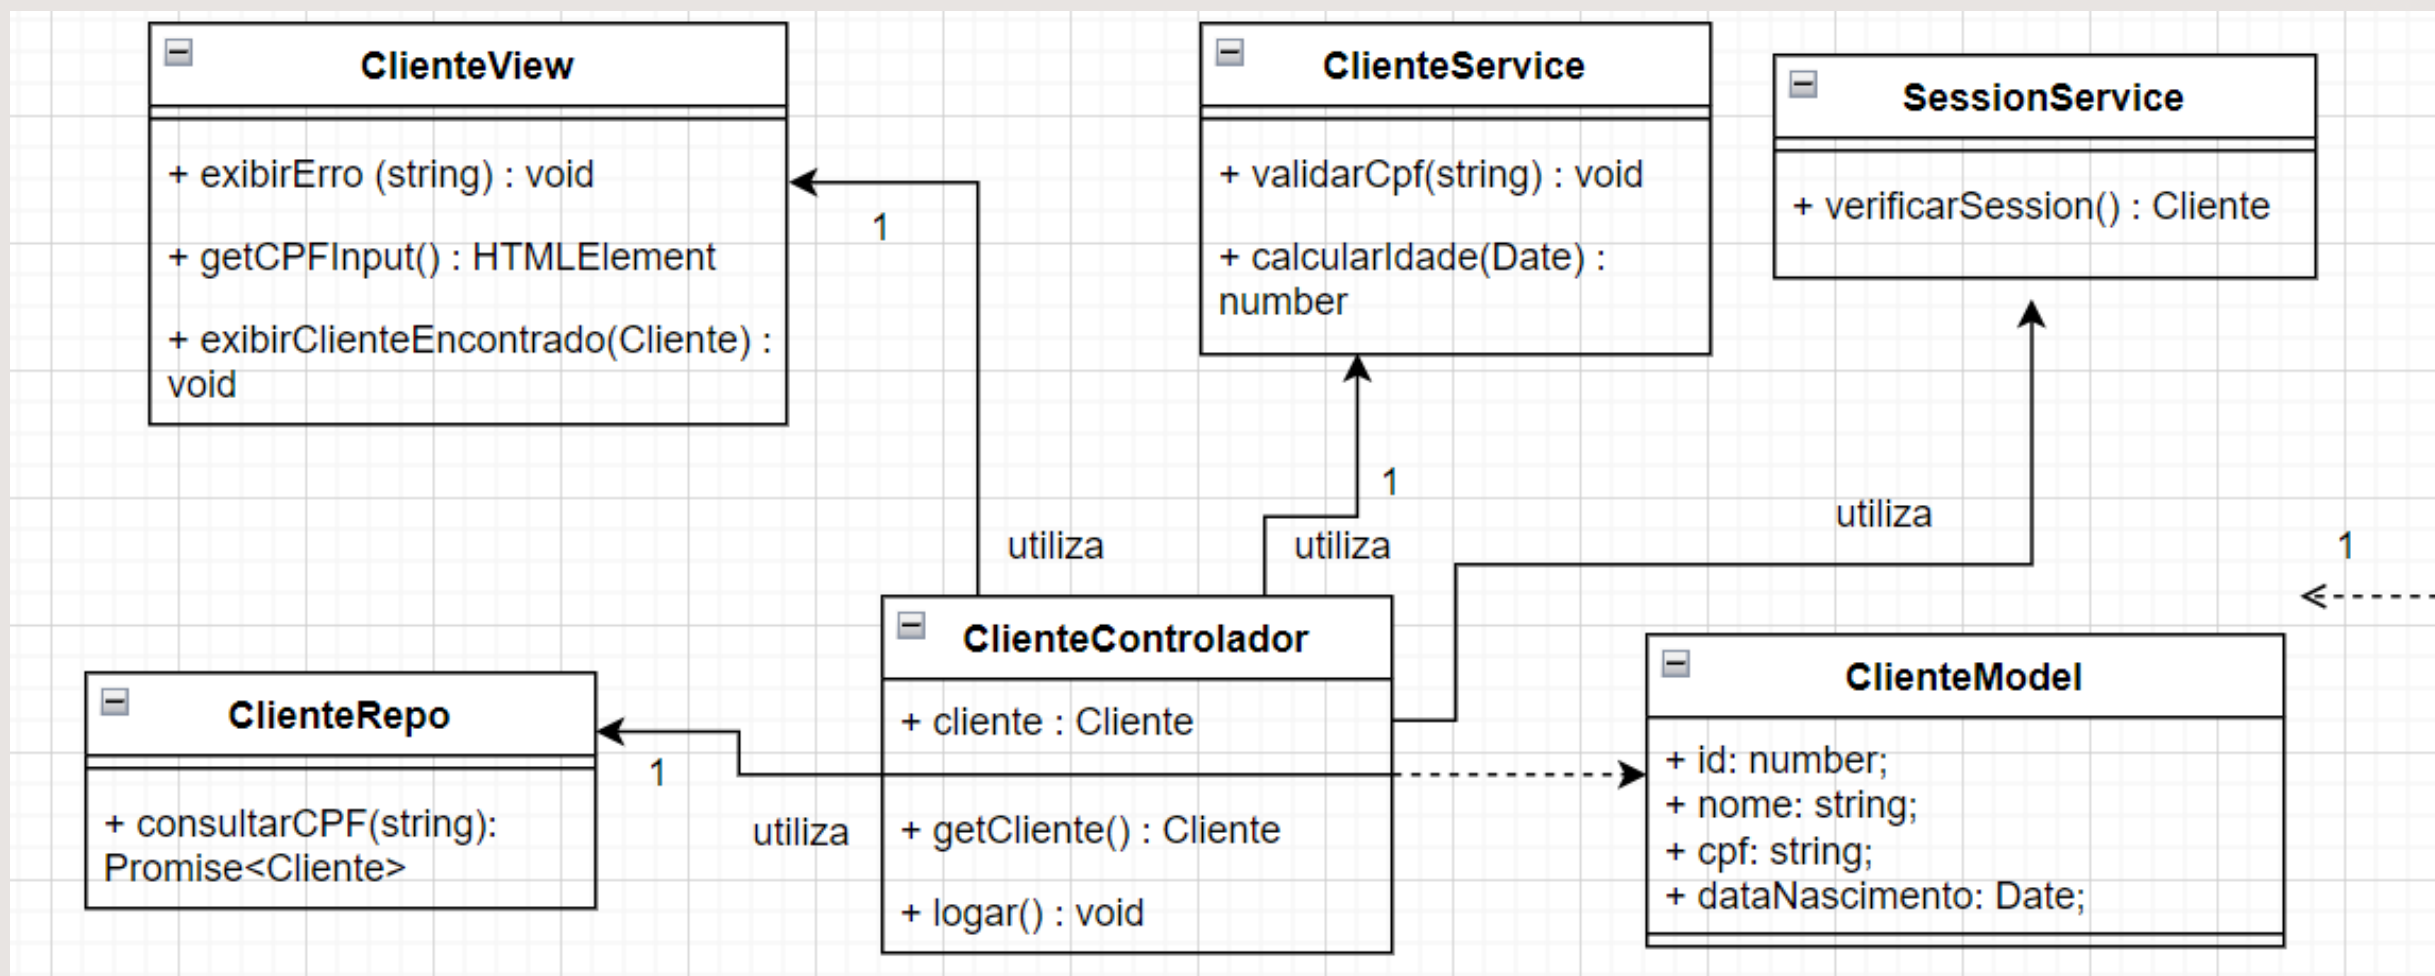 ClienteView
+ exibirErro (string) : void
+ getCPFInput() : HTMLElement
+ exibirClienteEncontrado(Cliente) :
void
1
ClienteService
+ validarCpf(string) : void
+ calcularIdade(Date) :
number
1
SessionService
+ verificarSession() : Cliente
utiliza
utiliza
utiliza
1
ClienteRepo
+ consultarCPF(string):
Promise<Cliente>
1
utiliza
ClienteControlador
+ cliente : Cliente
+ getCliente() : Cliente
+ logar() : void
ClienteModel
+ id: number;
+ nome: string;
+ cpf: string;
+ dataNascimento: Date;